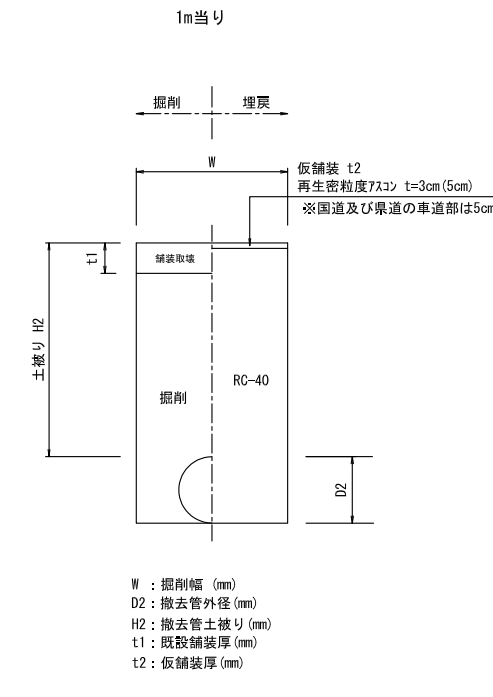 1m当り
掘削
埋戻
W
仮舗装 t2
再生密粒度アスコン t=3cm(5cm)
※国道及び県道の車道部は5cm
t1
舗装取壊
土被り H2
掘削
RC-40
D2
W :掘削幅 (mm)
D2:撤去管外径(mm)
H2:撤去管土被り(mm)
t1:既設舗装厚(mm)
t2:仮舗装厚(mm)